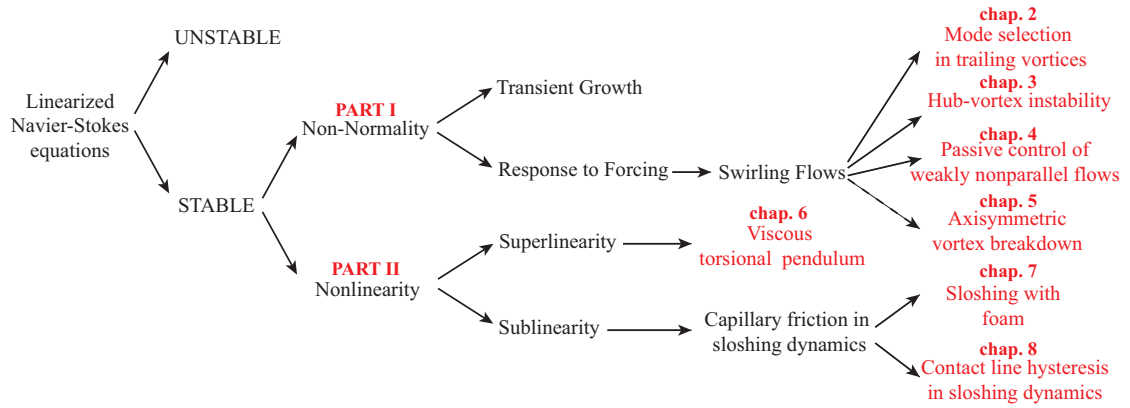 UNSTABLE
Linearized
Navier-Stokes
equations
STABLE
PART I
Non-Normality
Transient Growth
Response to Forcing
Swirling Flows
chap. 2
Mode selection
in trailing vortices
chap. 3
Hub-vortex instability
chap. 4
Passive control of
weakly nonparallel flows
chap. 5
Axisymmetric
vortex breakdown
PART II
Nonlinearity
Superlinearity
chap. 6
Viscous
torsional pendulum
Sublinearity
Capillary friction in
sloshing dynamics
chap. 7
Sloshing with
foam
chap. 8
Contact line hysteresis
in sloshing dynamics